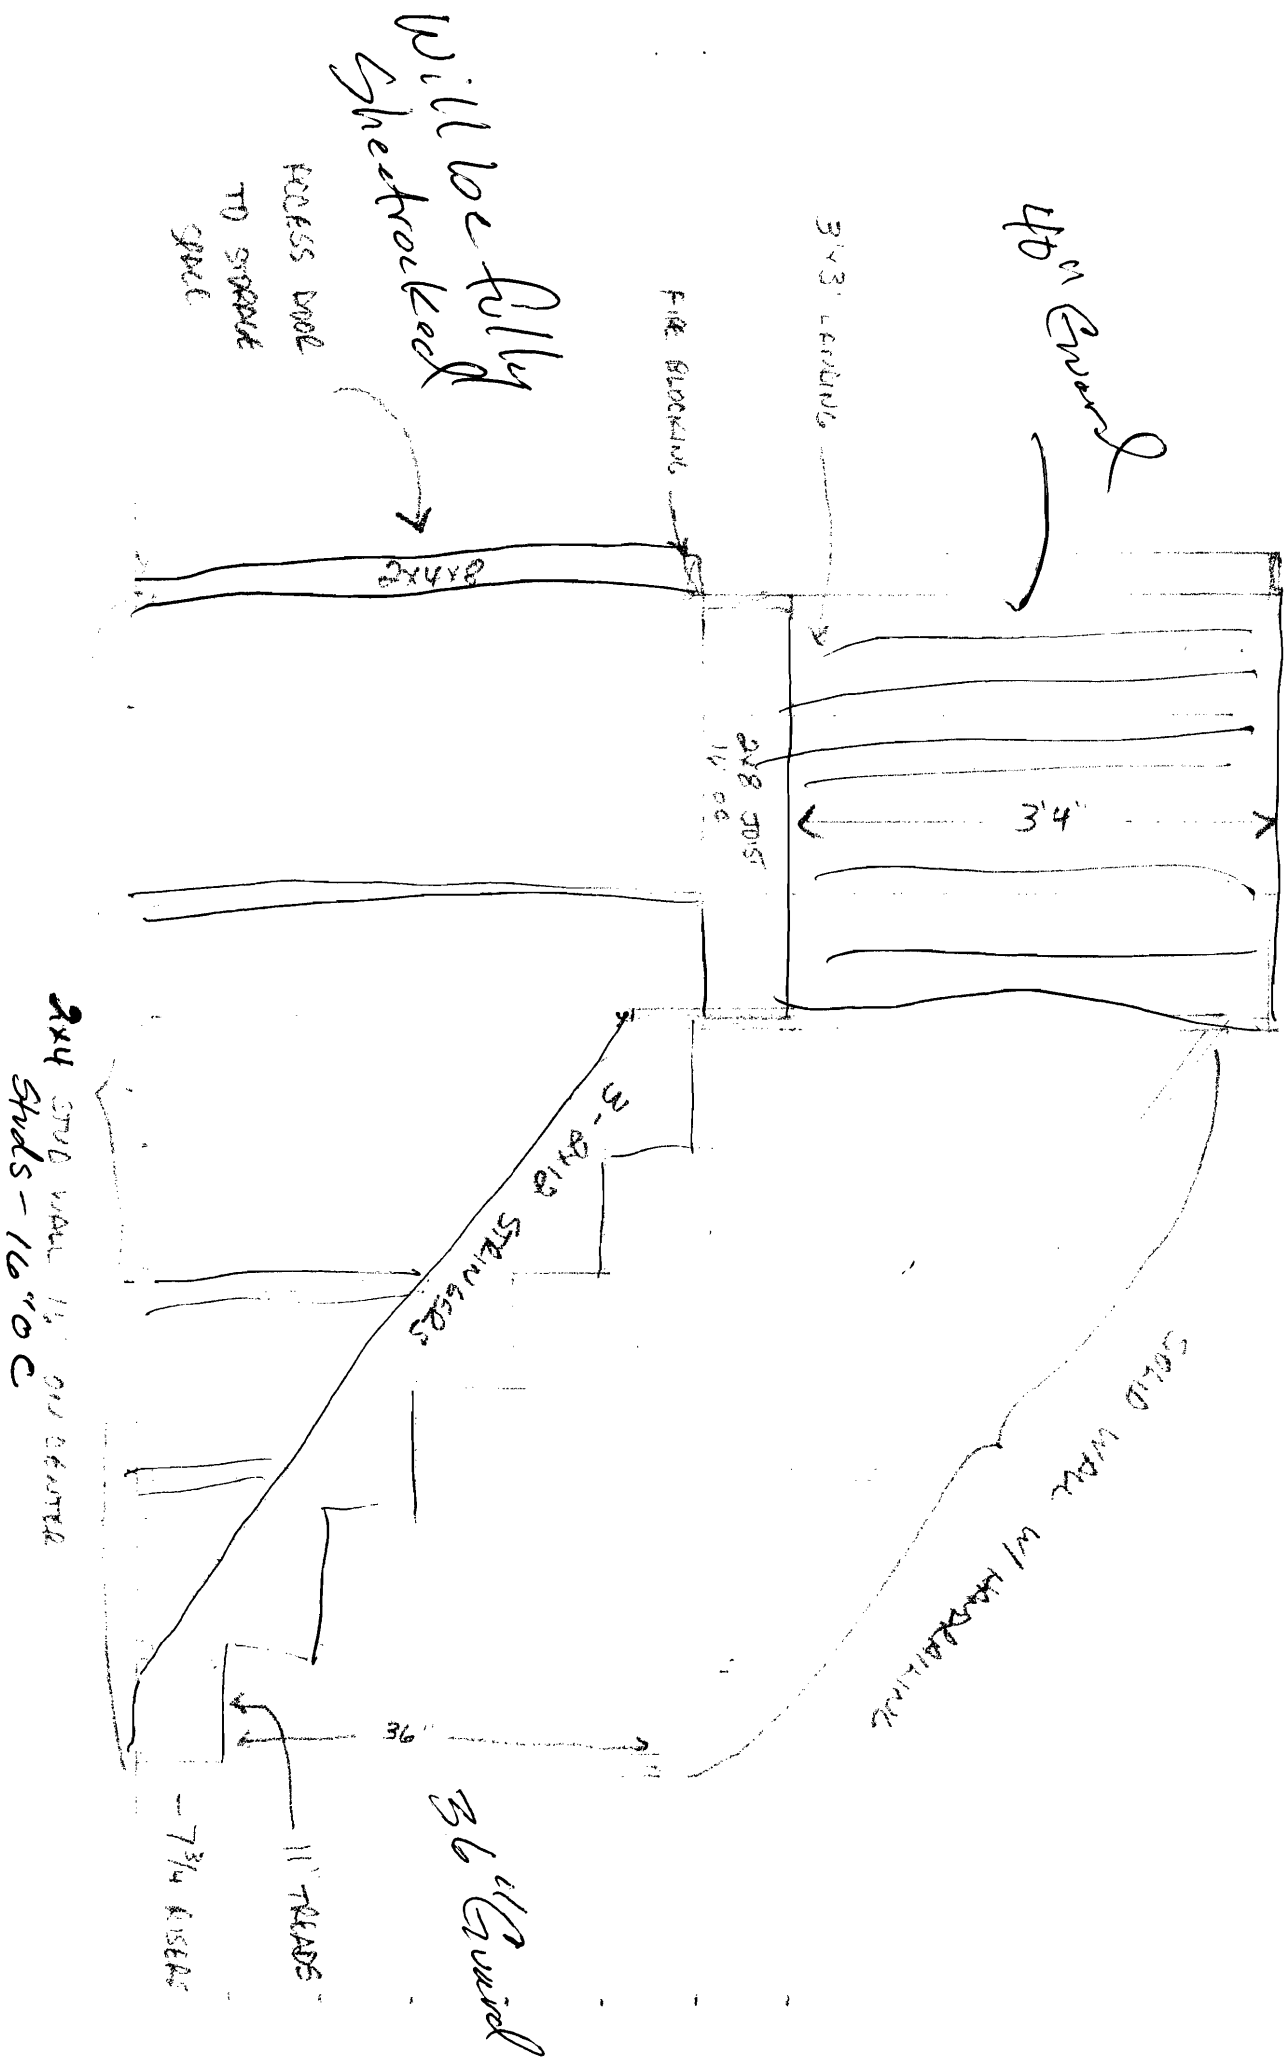 40" Guard
3'x3' LANDING
FIRE BLOCKING
Will be fully
Sheetrocked
ACCESS DOOR
TO STORAGE
SPACE
2x4x8
2x8 JOIST
16" OC
3'4"
3-2x12 STRINGERS
SOLID WALL W/ HANDRAILING
36"
36" Guard
11" TREADS
- 7 3/4 RISERS
2x4 STUD WALL 16" ON CENTER
Studs - 16" O C